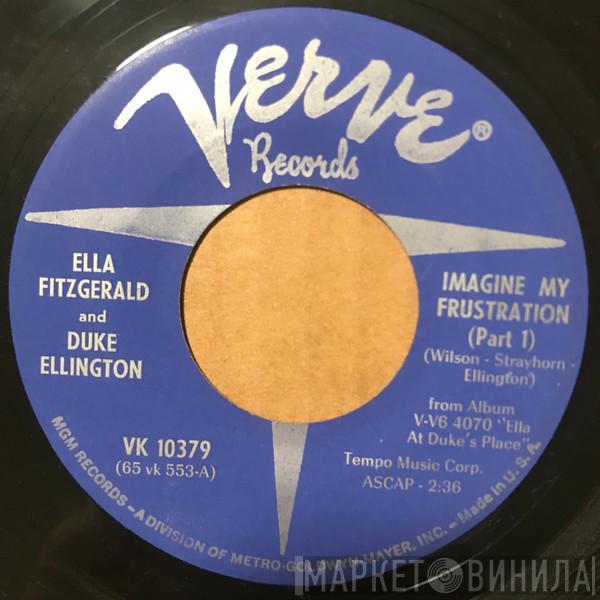 Verve®
Records
ELLA
FITZGERALD
and
DUKE
ELLINGTON
VK 10379
(65 vk 553-A)
IMAGINE MY
FRUSTRATION
(Part 1)
(Wilson - Strayhorn -
Ellington)
from Album
V-V6 4070 "Ella
At Duke's Place"
Tempo Music Corp.
ASCAP - 2:36
MGM RECORDS - A DIVISION OF METRO-GOLDWYN-MAYER, INC. - Made in U.S.A.
МАРКЕТ ВИНИЛА